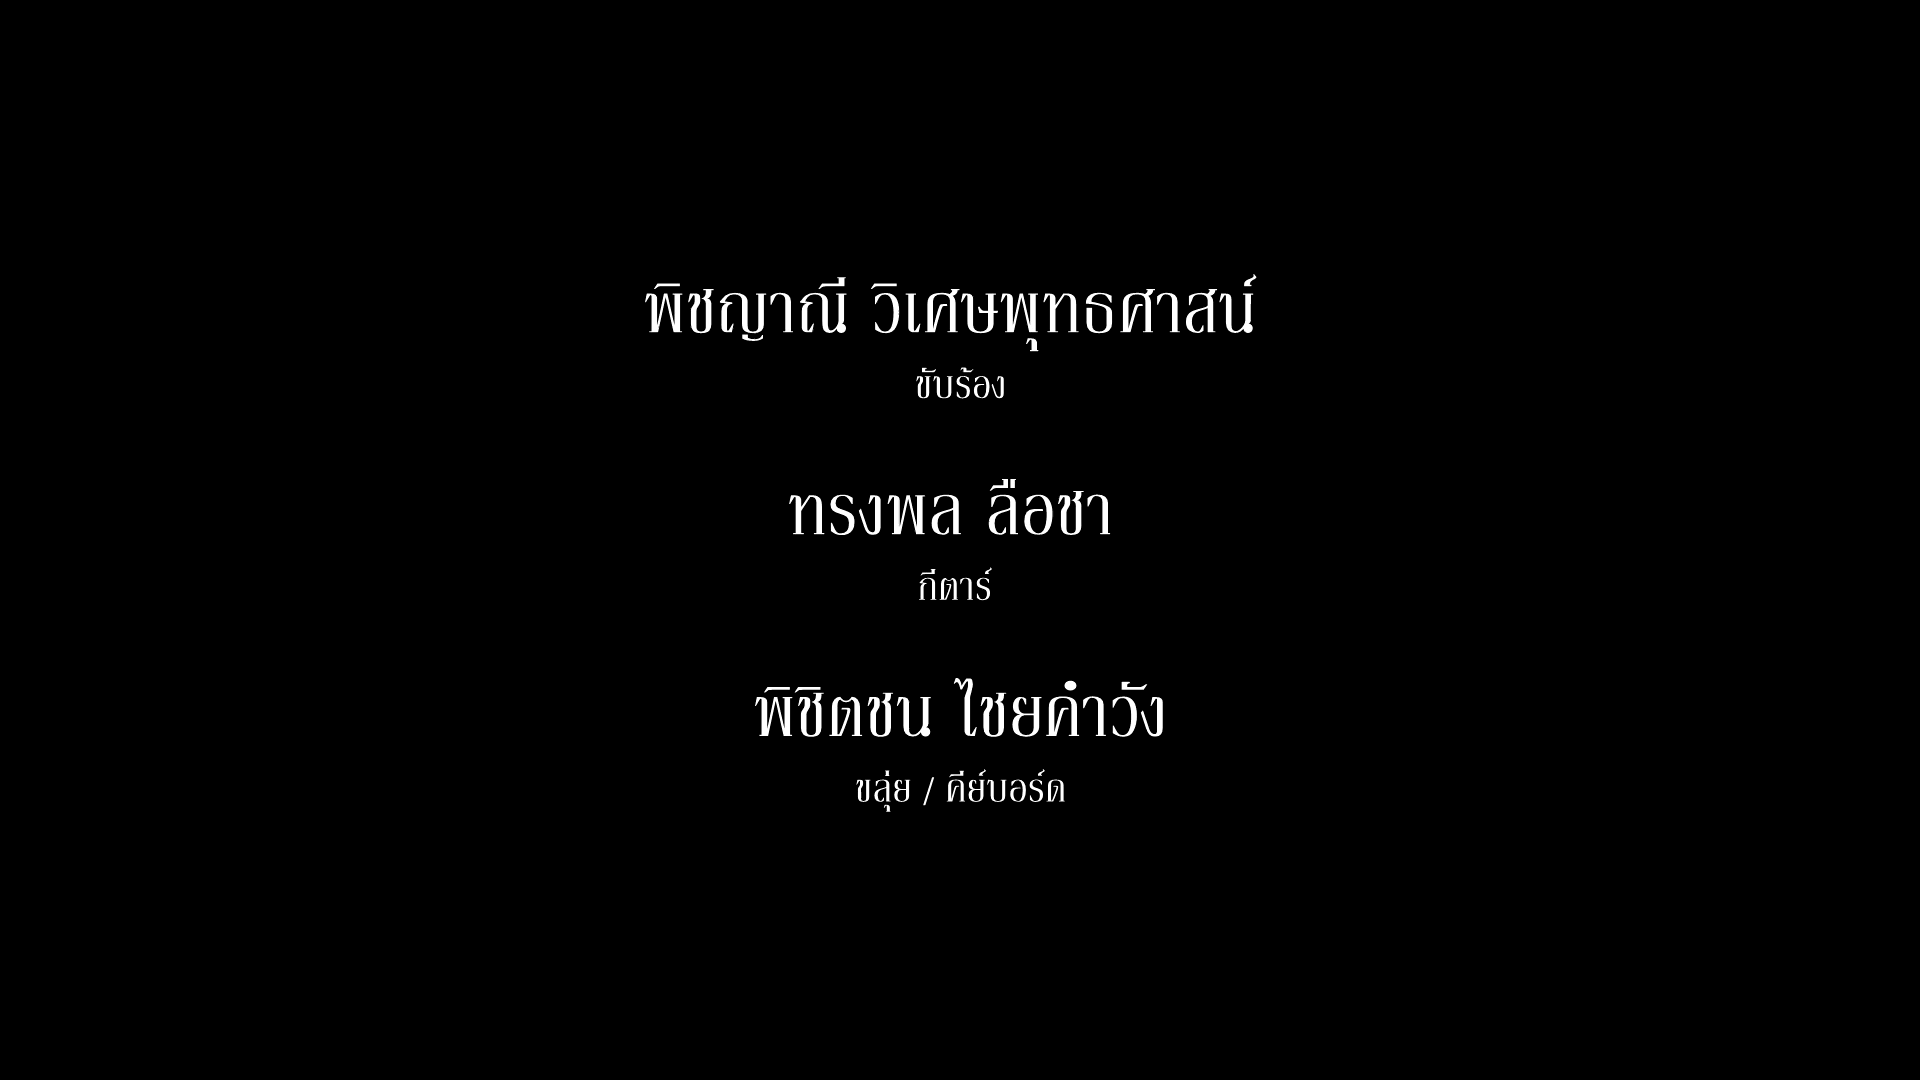 พิชญาณี วิเศษพุทธศาสน์
ขับร้อง
ทรงพล ลือชา
กีตาร์
พิชิตชน ไชยคำวัง
ขลุ่ย / คีย์บอร์ด